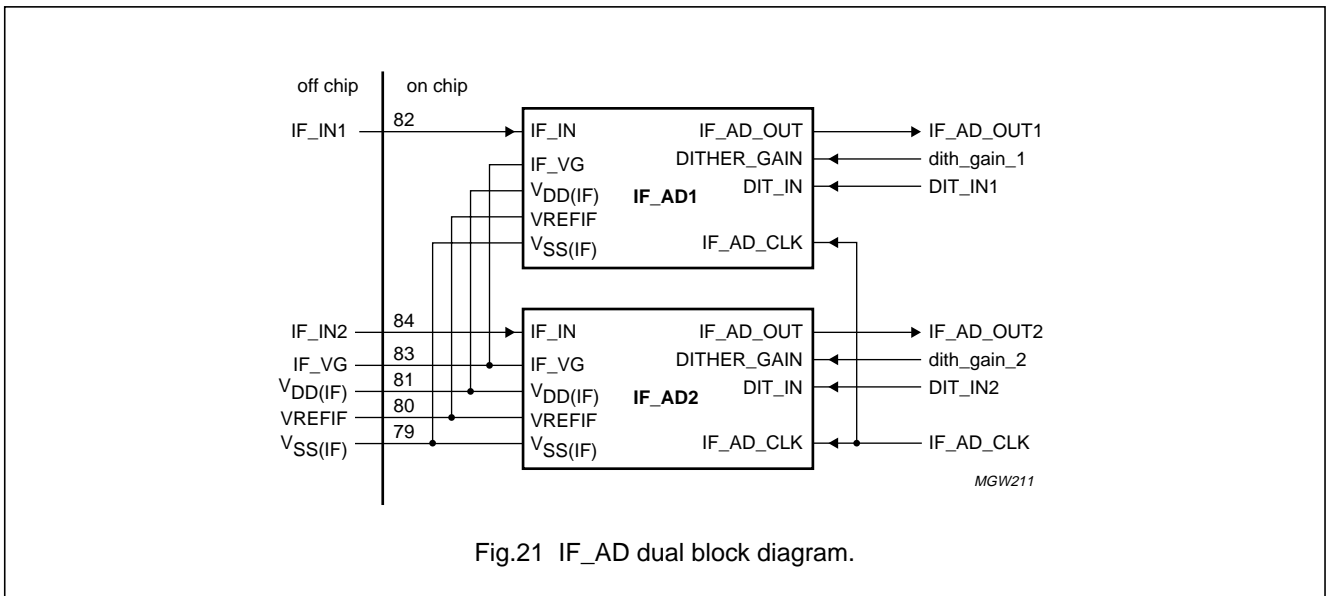 off chip on chip
IF_IN1 82 IF_IN IF_AD_OUT IF_AD_OUT1
IF_VG DITHER_GAIN dith_gain_1
VDD(IF) IF_AD1 DIT_IN DIT_IN1
VREFIF
VSS(IF) IF_AD_CLK
IF_IN2 84 IF_IN IF_AD_OUT IF_AD_OUT2
IF_VG 83 IF_VG DITHER_GAIN dith_gain_2
VDD(IF) 81 VDD(IF) IF_AD2 DIT_IN DIT_IN2
VREFIF 80 VREFIF
VSS(IF) 79 VSS(IF) IF_AD_CLK IF_AD_CLK
MGW211
Fig.21 IF_AD dual block diagram.